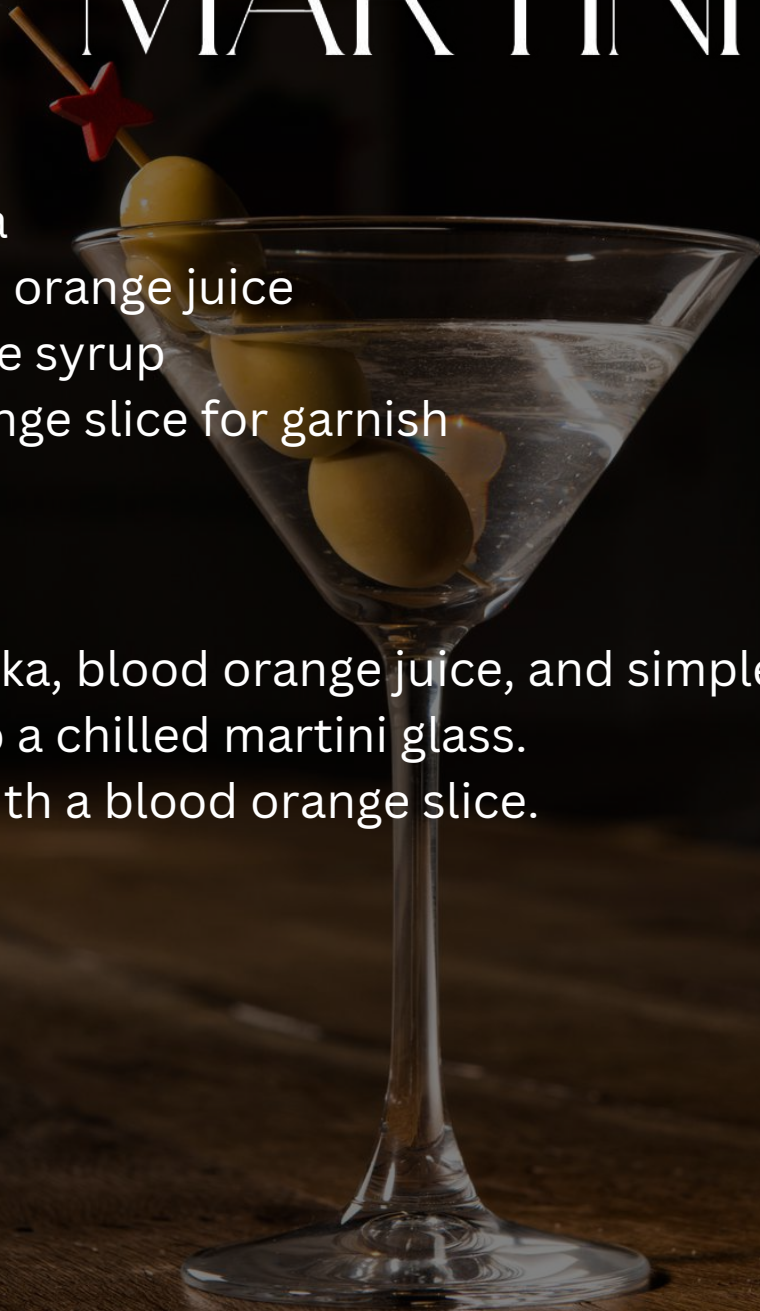 MARTINI
a
orange juice
e syrup
nge slice for garnish
ka, blood orange juice, and simple
o a chilled martini glass.
th a blood orange slice.